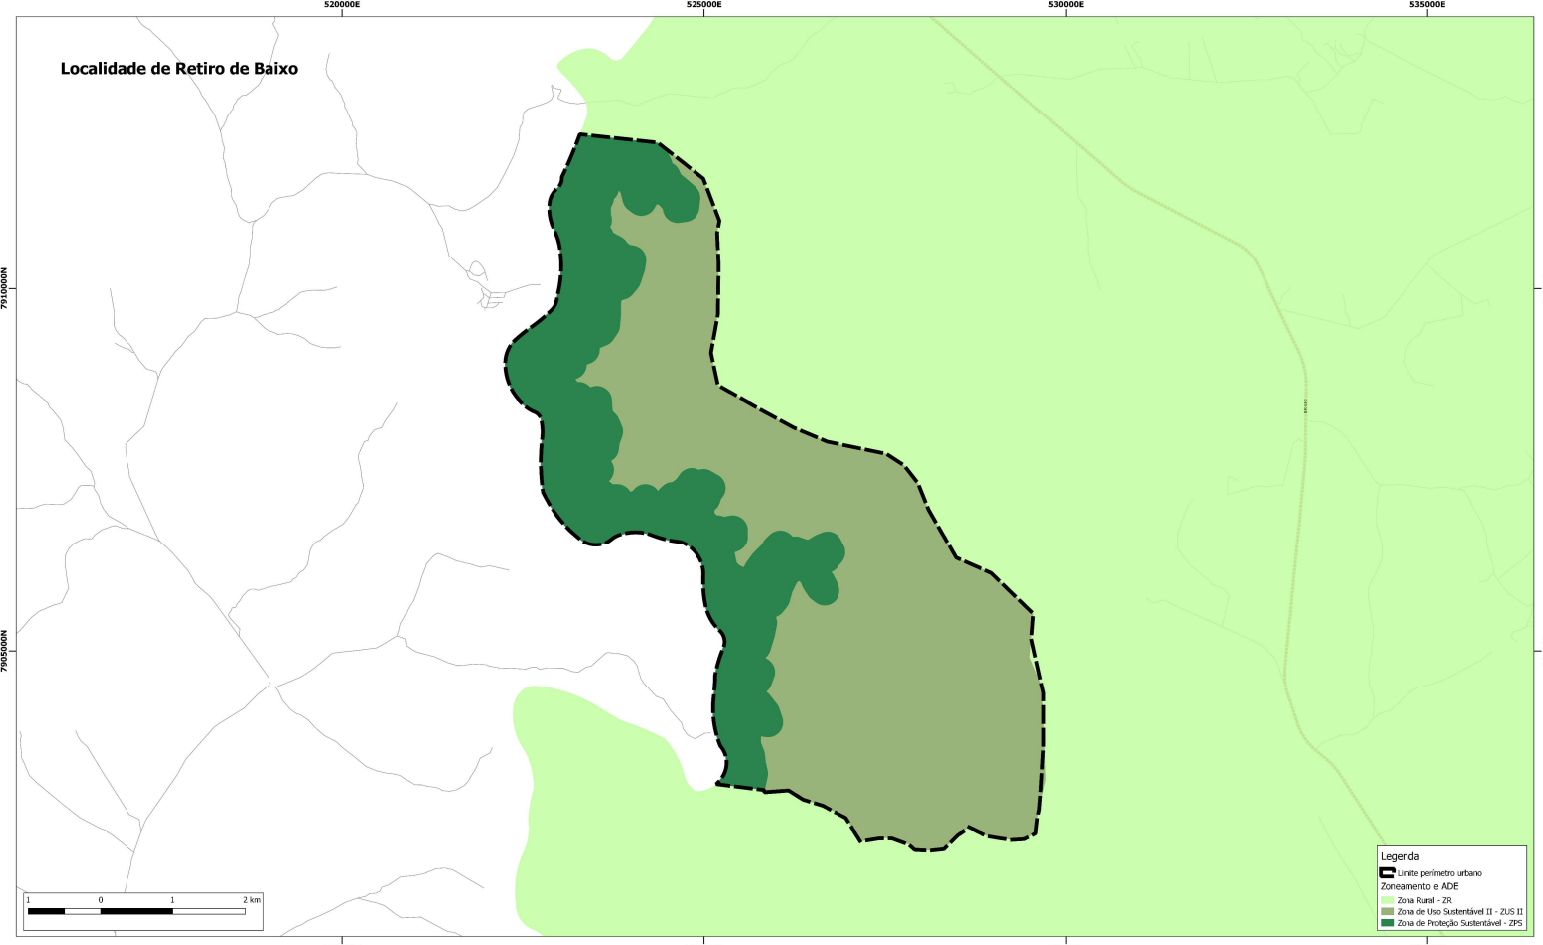 520000E
525000E
530000E
535000E
Localidade de Retiro de Baixo
7910000N
7905000N
1 0 1 2 km
Legerda
Linite perímetro urbano
Zoneamento e ADE
Zona Rural - ZR
Zona de Uso Sustentável II - ZUS II
Zona de Proteção Sustentável - ZPS